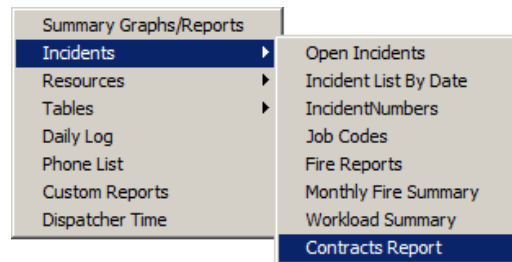 Summary Graphs/Reports
Incidents
Resources
Tables
Daily Log
Phone List
Custom Reports
Dispatcher Time
Open Incidents
Incident List By Date
IncidentNumbers
Job Codes
Fire Reports
Monthly Fire Summary
Workload Summary
Contracts Report